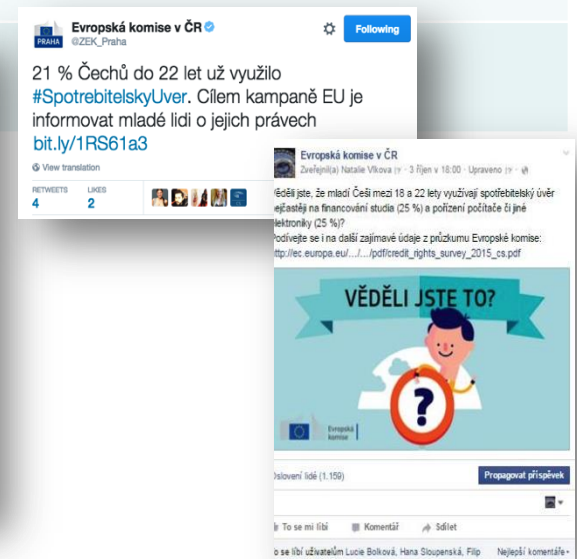 Evropská komise v ČR
@ZEK_Praha
PRAHA
Following
21 % Čechů do 22 let už využilo
#SpotrebitelskyUver. Cílem kampaně EU je
informovat mladé lidi o jejich právech
bit.ly/1RS61a3
View translation
RETWEETS LIKES
4 2
Evropská komise v ČR
Zveřejnil(a) Natalie Vlkova · 3 říjen v 18:00 · Upraveno
ěděli jste, že mladí Češi mezi 18 a 22 lety využívají spotřebitelský úvěr
ejčastěji na financování studia (25 %) a pořízení počítače či jiné
lektroniky (25 %)?
odívejte se i na další zajímavé údaje z průzkumu Evropské komise:
ttp://ec.europa.eu/.../.../pdf/credit_rights_survey_2015_cs.pdf
VĚDĚLI JSTE TO?
?
Evropská
komise
slovení lidé (1.159)
Propagovat příspěvek
To se mi líbí Komentář Sdílet
o se líbí uživatelům Lucie Bolková, Hana Sloupenská, Filip Nejlepší komentáře